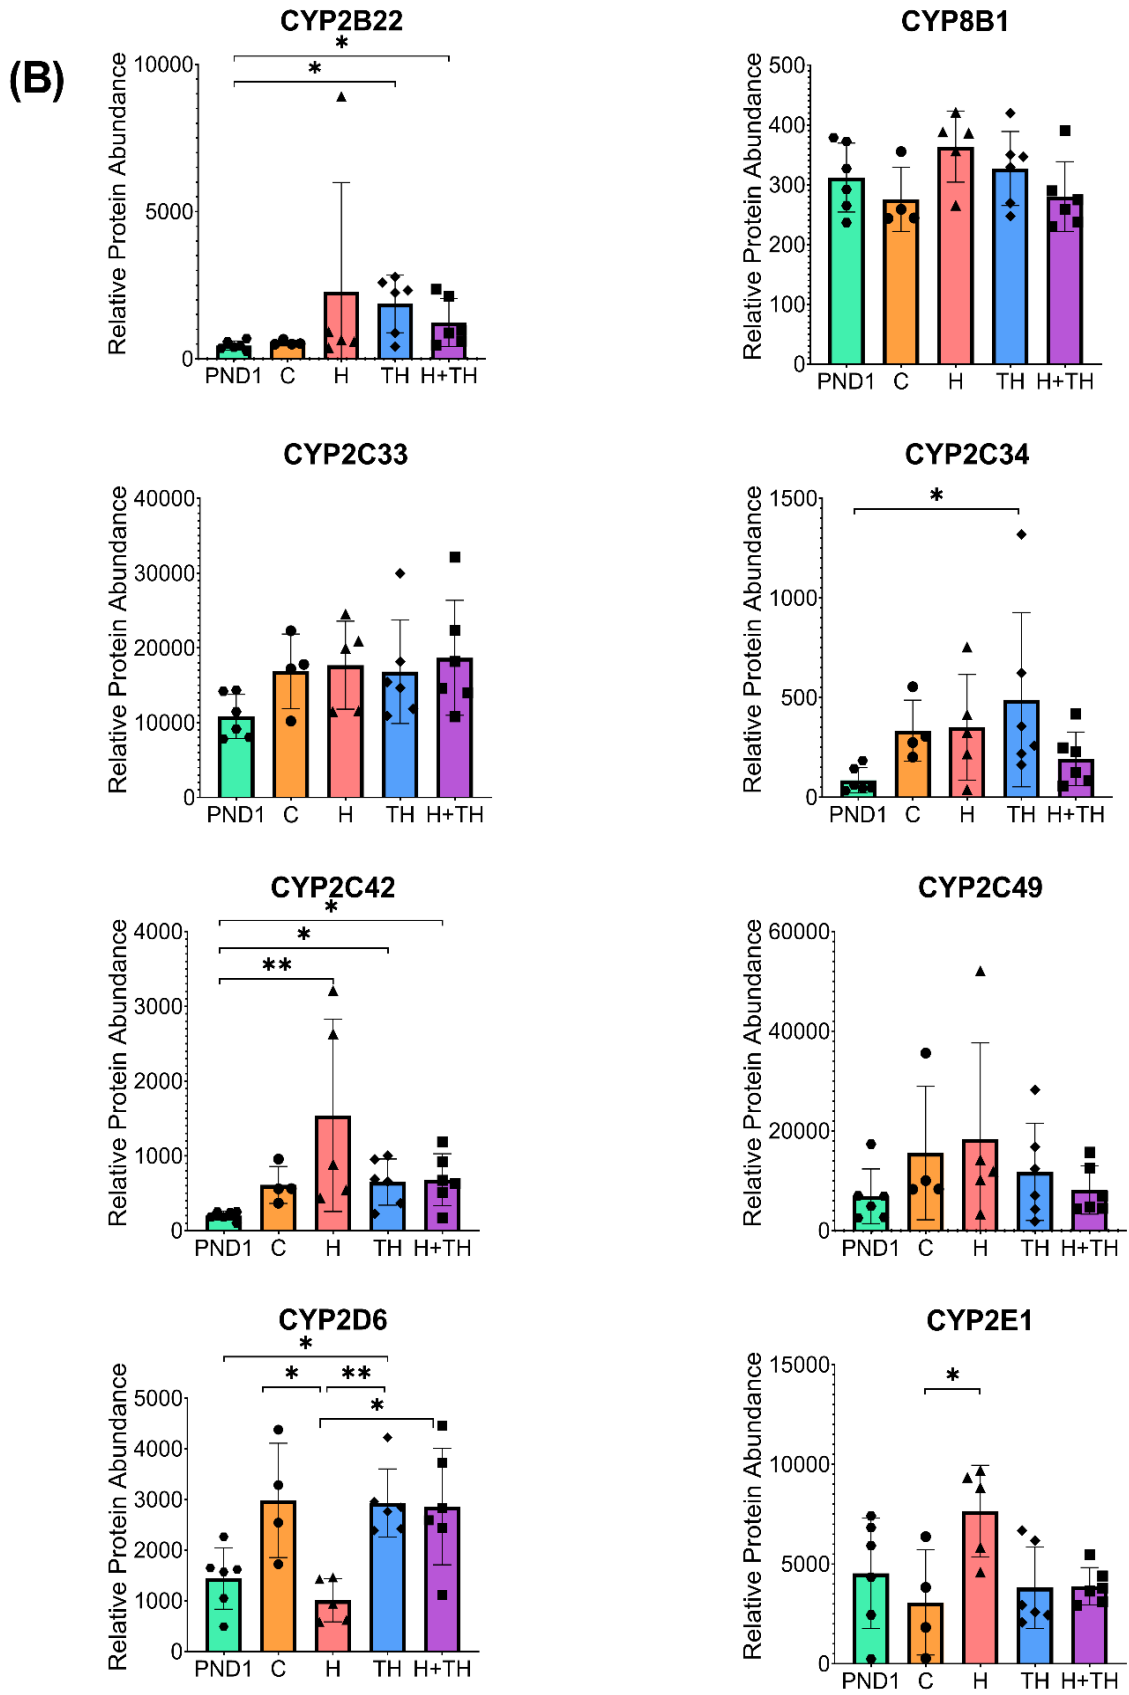 (B)
CYP2B22
Relative Protein Abundance
10000
5000
0
* 
*
PND1 C H TH H+TH
CYP8B1
Relative Protein Abundance
500
400
300
200
100
0
PND1 C H TH H+TH
CYP2C33
Relative Protein Abundance
40000
30000
20000
10000
0
PND1 C H TH H+TH
CYP2C34
Relative Protein Abundance
1500
1000
500
0
*
PND1 C H TH H+TH
CYP2C42
Relative Protein Abundance
4000
3000
2000
1000
0
*
*
**
PND1 C H TH H+TH
CYP2C49
Relative Protein Abundance
60000
40000
20000
0
PND1 C H TH H+TH
CYP2D6
Relative Protein Abundance
5000
4000
3000
2000
1000
0
*
* **
*
PND1 C H TH H+TH
CYP2E1
Relative Protein Abundance
15000
10000
5000
0
*
PND1 C H TH H+TH